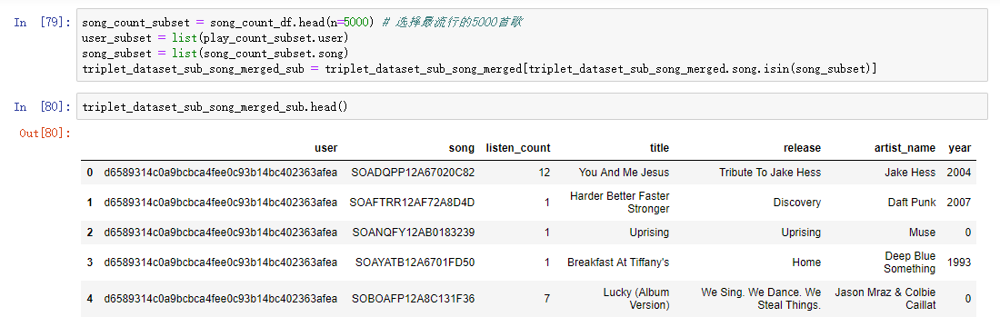 In [79]: song_count_subset = song_count_df.head(n=5000) # 选择最流行的5000首歌
user_subset = list(play_count_subset.user)
song_subset = list(song_count_subset.song)
triplet_dataset_sub_song_merged_sub = triplet_dataset_sub_song_merged[triplet_dataset_sub_song_merged.song.isin(song_subset)]
In [80]: triplet_dataset_sub_song_merged_sub.head()
Out[80]:
user song listen_count title release artist_name year
0 d6589314c0a9bcbca4fee0c93b14bc402363afea SOADQPP12A67020C82 12 You And Me Jesus Tribute To Jake Hess Jake Hess 2004
1 d6589314c0a9bcbca4fee0c93b14bc402363afea SOAFTRR12AF72A8D4D 1 Harder Better Faster Stronger Discovery Daft Punk 2007
2 d6589314c0a9bcbca4fee0c93b14bc402363afea SOANQFY12AB0183239 1 Uprising Uprising Muse 0
3 d6589314c0a9bcbca4fee0c93b14bc402363afea SOAYATB12A6701FD50 1 Breakfast At Tiffany's Home Deep Blue Something 1993
4 d6589314c0a9bcbca4fee0c93b14bc402363afea SOBOAFP12A8C131F36 7 Lucky (Album Version) We Sing. We Dance. We Steal Things. Jason Mraz & Colbie Caillat 0